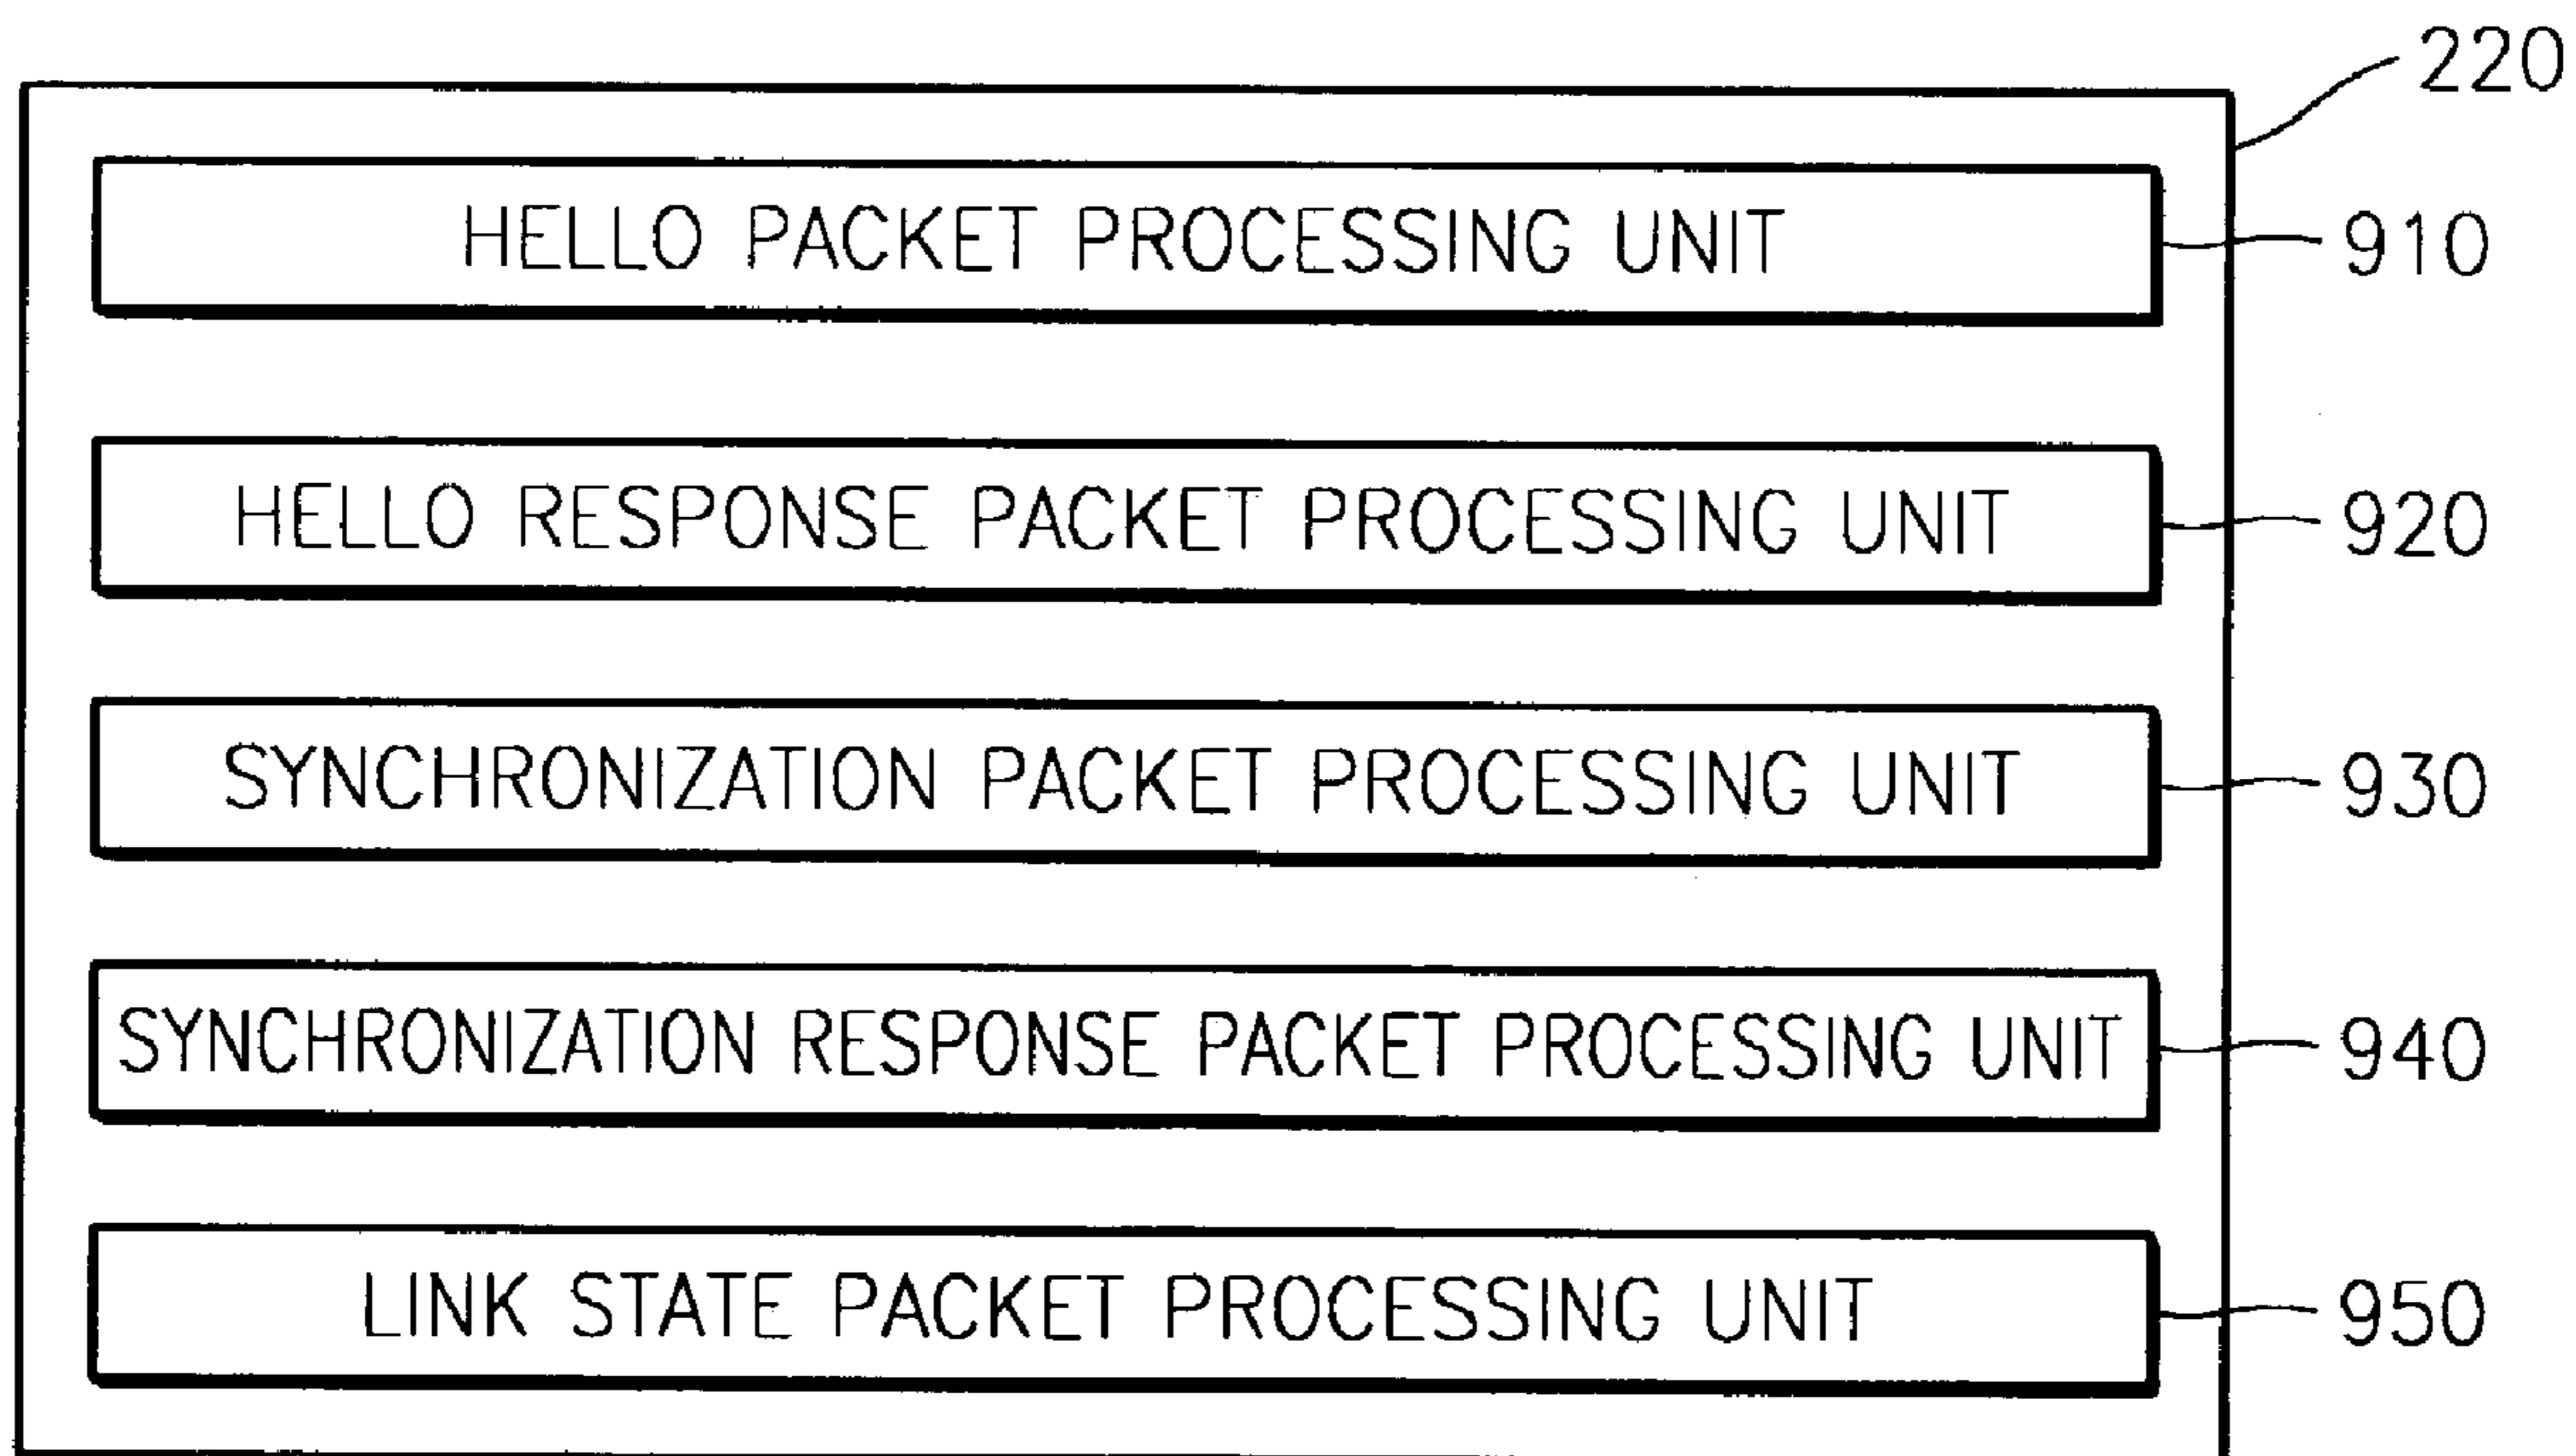 220
HELLO PACKET PROCESSING UNIT 910
HELLO RESPONSE PACKET PROCESSING UNIT 920
SYNCHRONIZATION PACKET PROCESSING UNIT 930
SYNCHRONIZATION RESPONSE PACKET PROCESSING UNIT 940
LINK STATE PACKET PROCESSING UNIT 950